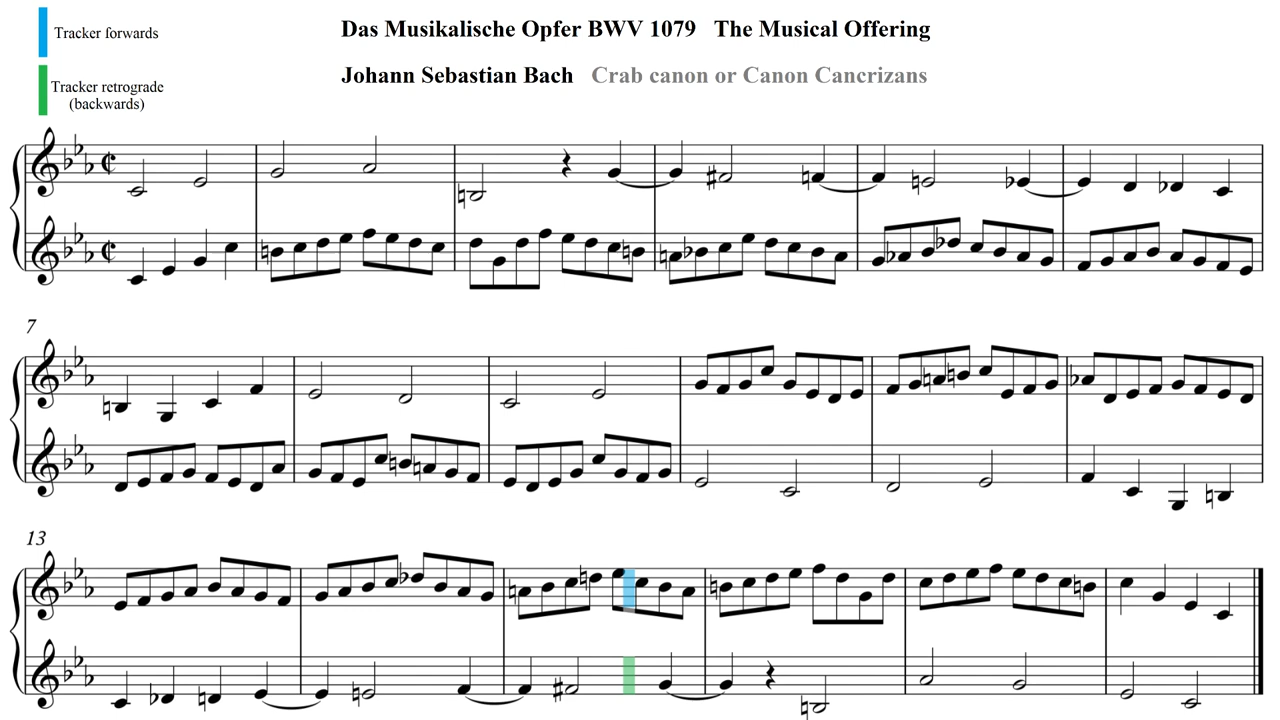 Tracker forwards
Das Musikalische Opfer BWV 1079 The Musical Offering
Johann Sebastian Bach Crab canon or Canon Cancrizans
Tracker retrograde
(backwards)
7
13